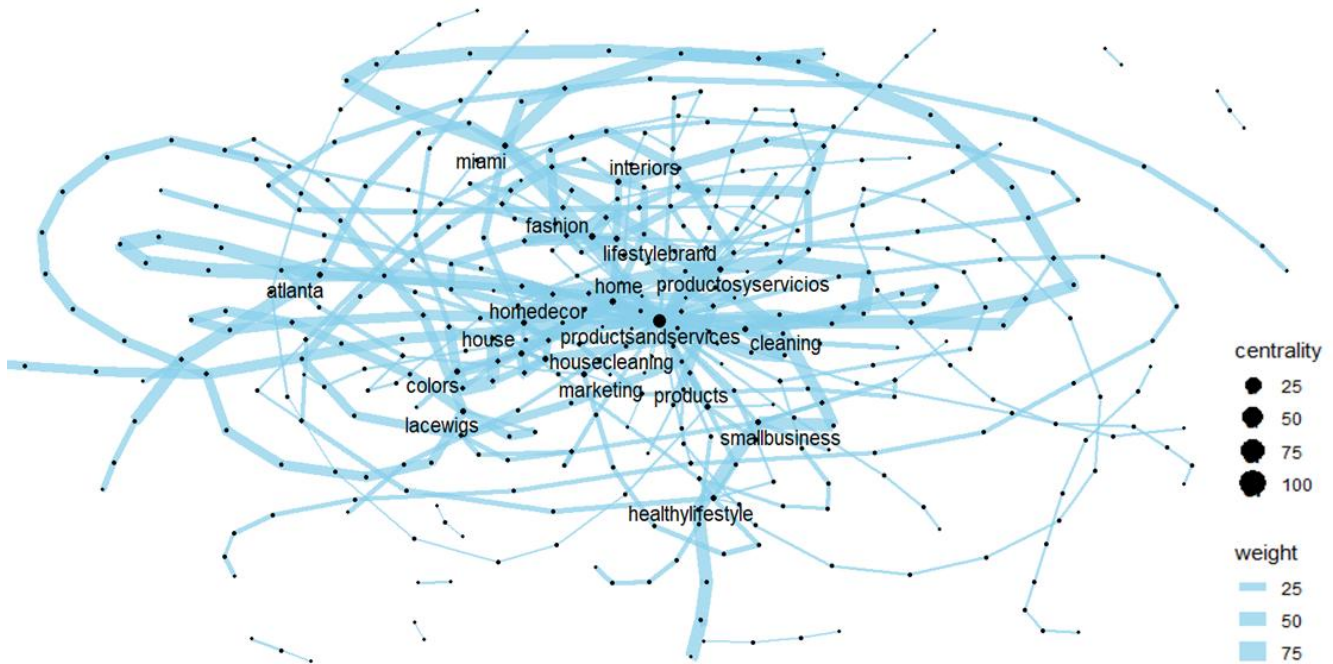 miami
interiors
fashion
lifestylebrand
atlanta
home
productosyservicios
homedecor
house
productsandservices
cleaning
housecleaning
colors
marketing
products
lacewigs
smallbusiness
healthylifestyle
centrality
25
50
75
100
weight
25
50
75